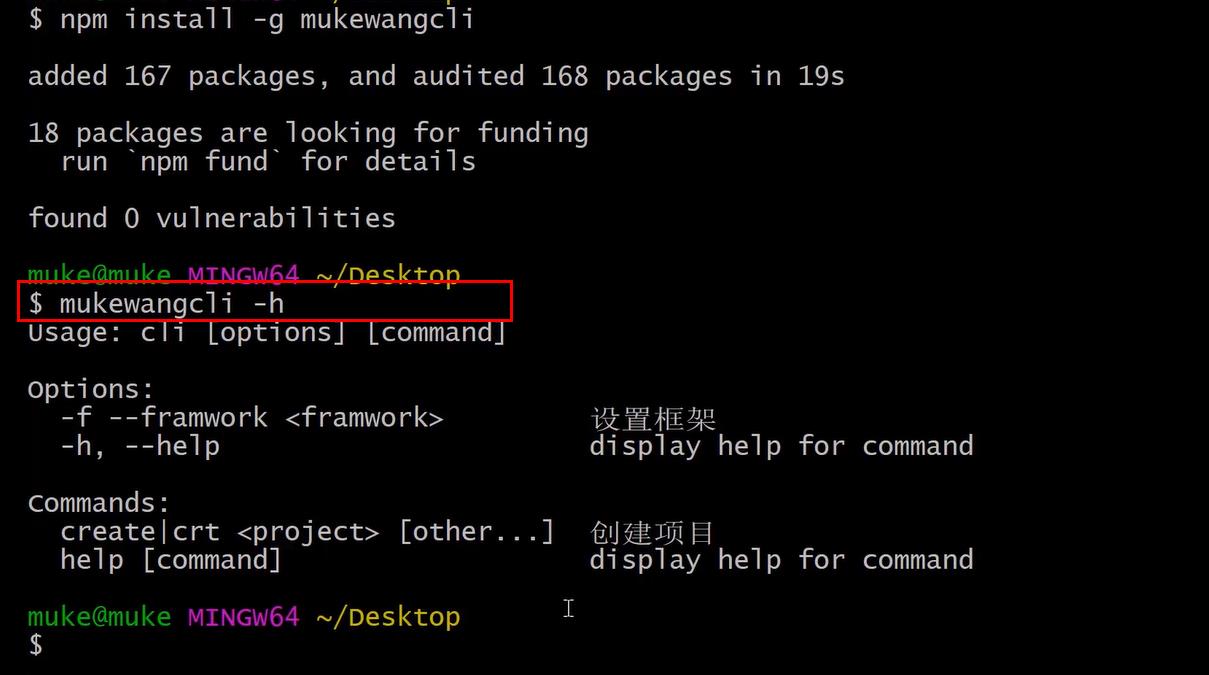 $ npm install -g mukewangcli
added 167 packages, and audited 168 packages in 19s
18 packages are looking for funding
run `npm fund` for details
found 0 vulnerabilities
muke@muke MINGW64 ~/Desktop
$ mukewangcli -h
Usage: cli [options] [command]
Options:
-f --framwork <framwork> 设置框架
-h, --help display help for command
Commands:
create|crt <project> [other...] 创建项目
help [command] display help for command
muke@muke MINGW64 ~/Desktop
$